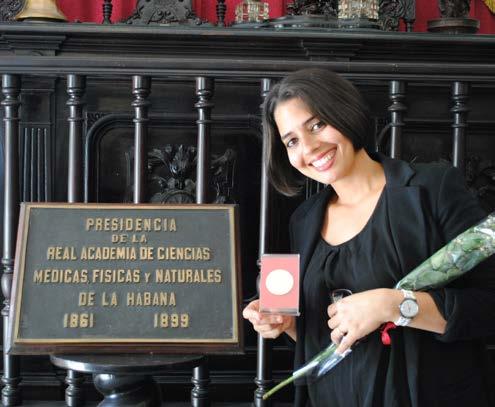 PRESIDENCIA
DE LA
REAL ACADEMIA DE CIENCIAS
MEDICAS, FISICAS Y NATURALES
DE LA HABANA
1861 1899